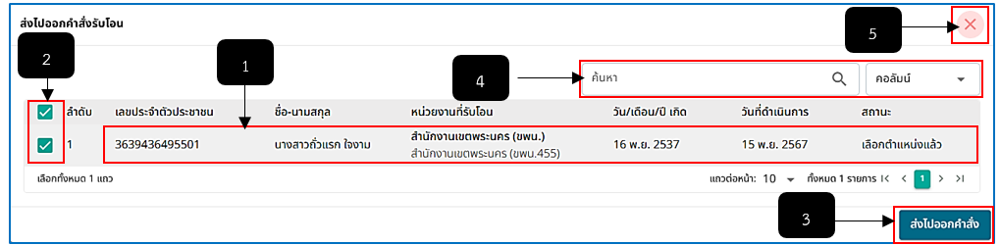 ส่งไปออกคำสั่งรับโอน
5
2
1
4
ค้นหา
คอลัมน์
ลำดับ เลขประจำตัวประชาชน ชื่อ-นามสกุล หน่วยงานที่รับโอน วัน/เดือน/ปี เกิด วันที่ดำเนินการ สถานะ
1 3639436495501 นางสาวถั่วแรก ใจงาม สำนักงานเขตพระนคร (ขพน.) 16 พ.ย. 2537 15 พ.ย. 2567 เลือกตำแหน่งแล้ว
สำนักงานเขตพระนคร (ขพน.455)
เลือกทั้งหมด 1 แถว แถวต่อหน้า: 10 ทั้งหมด 1 รายการ 1
3
ส่งไปออกคำสั่ง